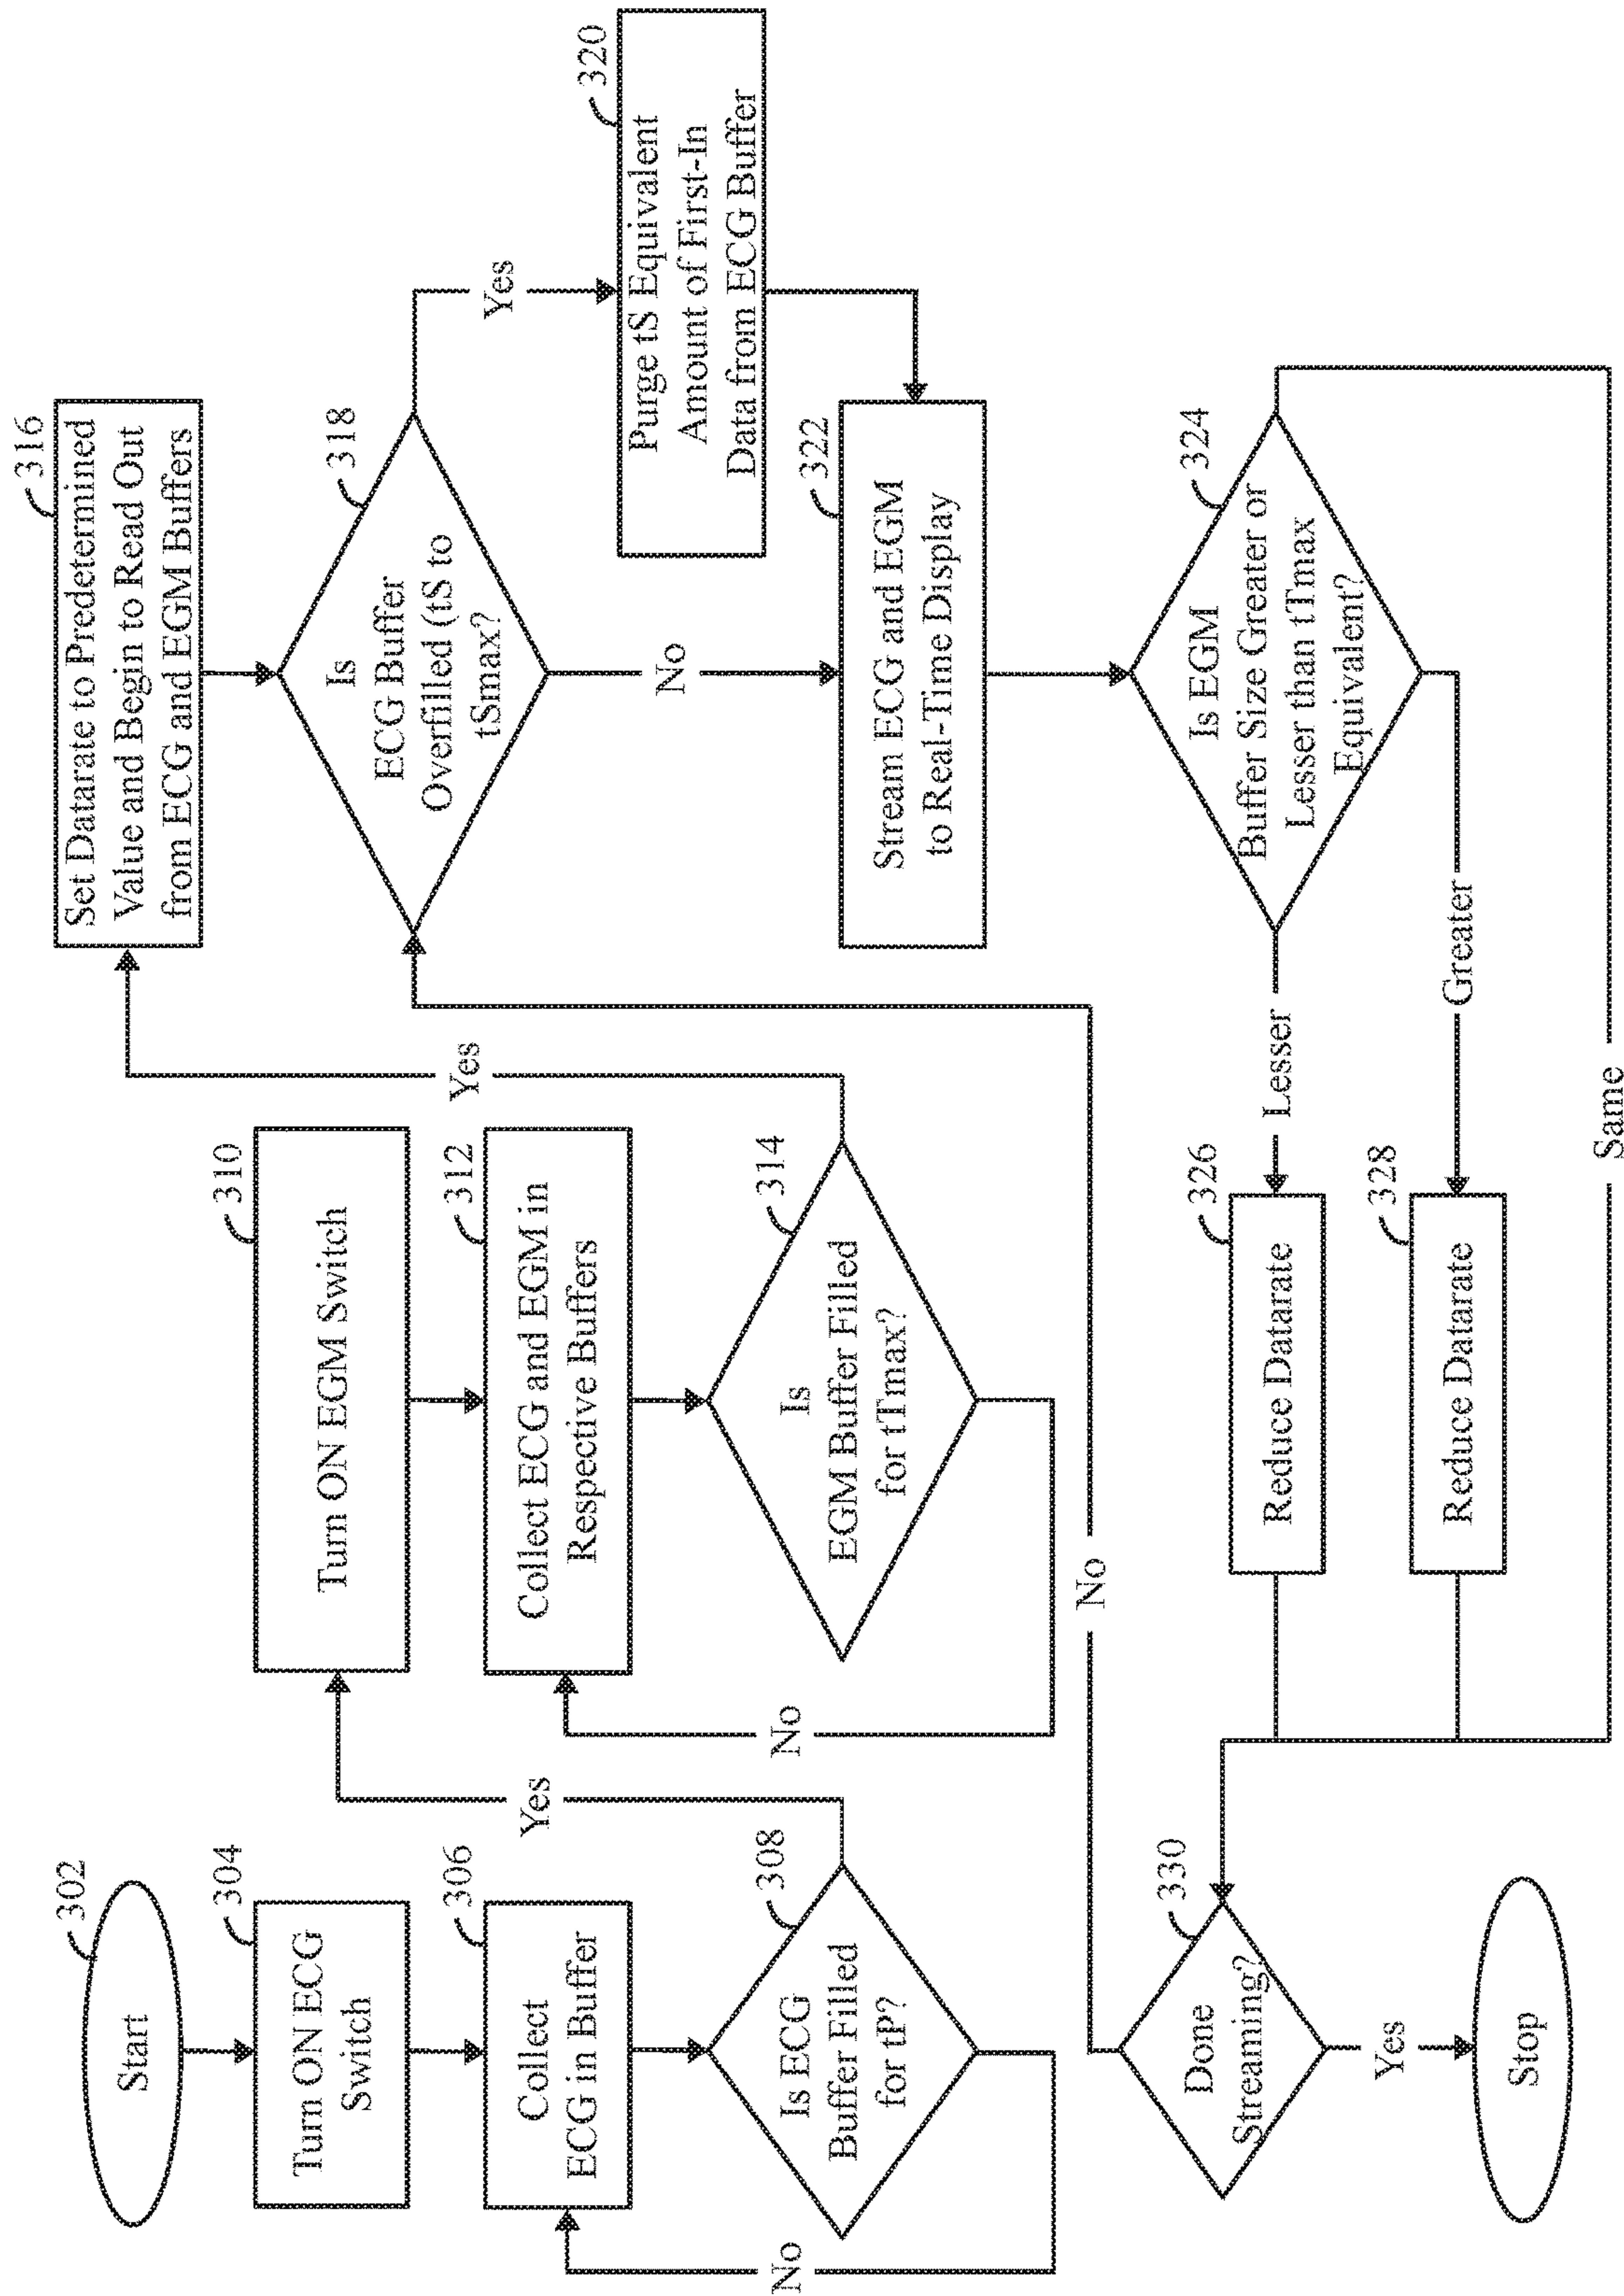 302
Start
304
Turn ON ECG
Switch
306
Collect
ECG in Buffer
308
Is ECG
Buffer Filled
for tP?
No
Yes
310
Turn ON EGM Switch
312
Collect ECG and EGM in
Respective Buffers
314
Is
EGM Buffer Filled
for tTmax?
No
Yes
316
Set Datarate to Predetermined
Value and Begin to Read Out
from ECG and EGM Buffers
318
Is
ECG Buffer
Overfilled (tS to
tSmax?
Yes
No
320
Purge tS Equivalent
Amount of First-In
Data from ECG Buffer
322
Stream ECG and EGM
to Real-Time Display
324
Is EGM
Buffer Size Greater or
Lesser than tTmax
Equivalent?
Lesser
Greater
Same
326
Reduce Datarate
328
Reduce Datarate
330
Done
Streaming?
No
Yes
Stop